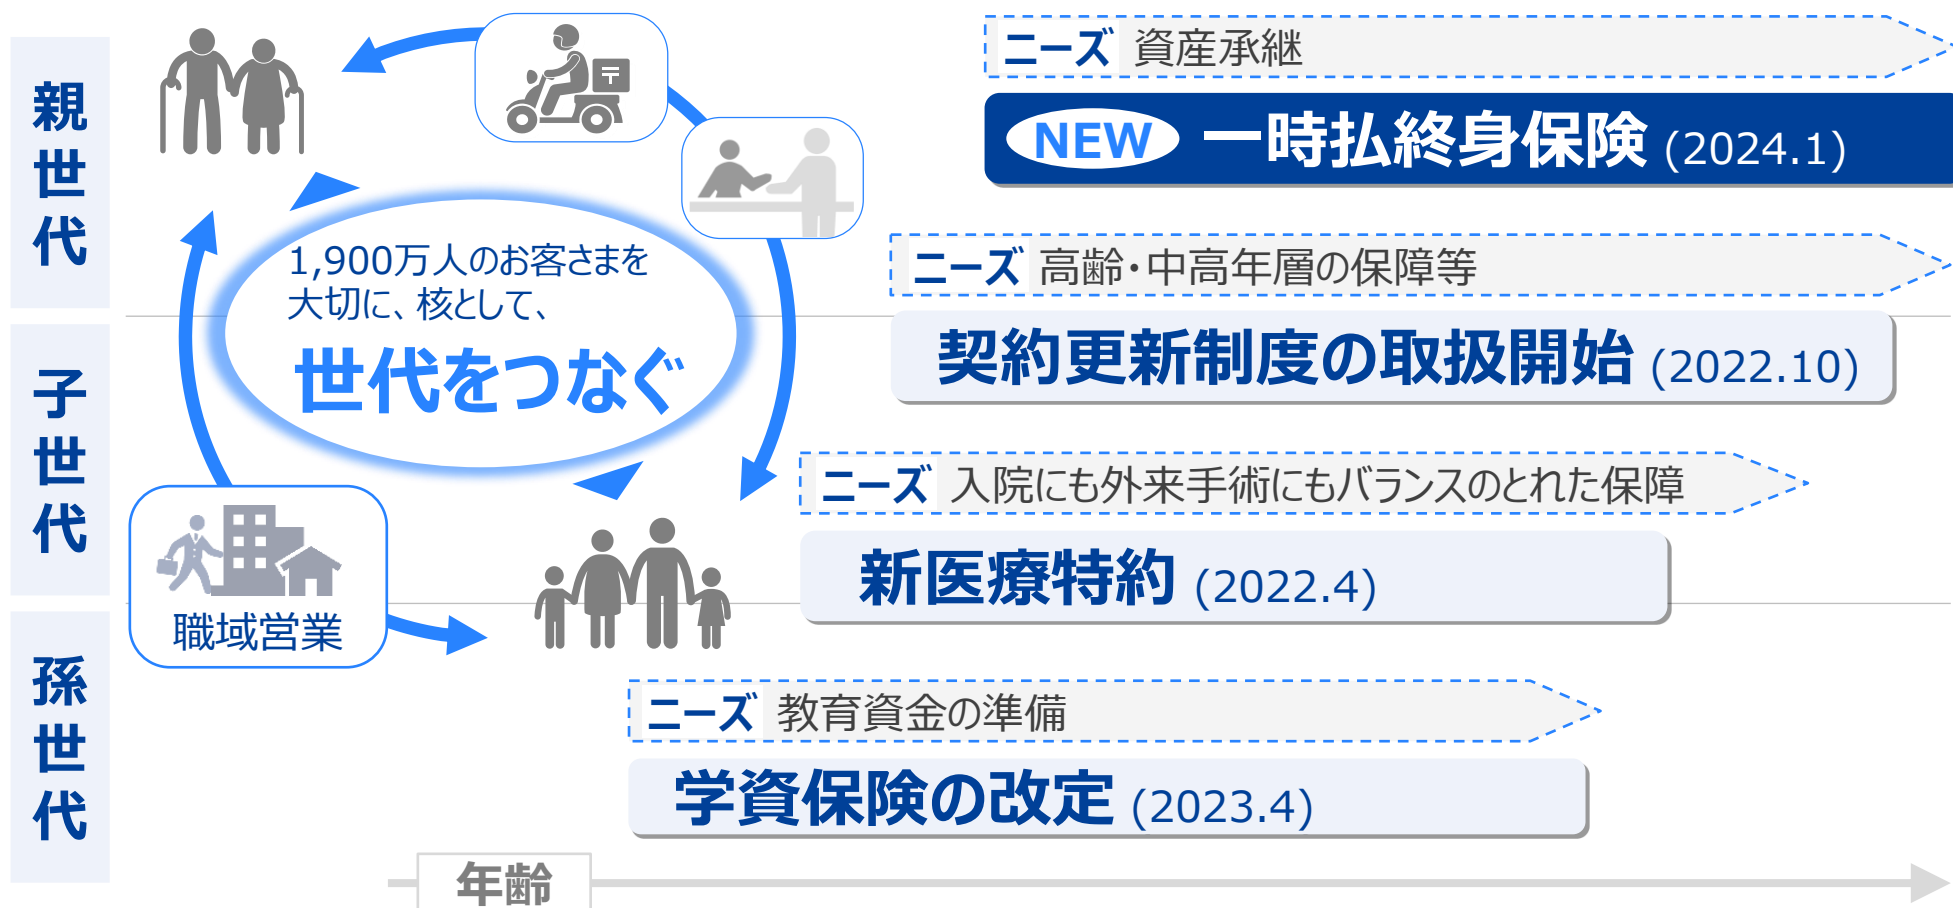 親世代
子世代
孫世代
〒
1,900万人のお客さまを
大切に、核として、
世代をつなぐ
職域営業
ニーズ 資産承継
NEW 一時払終身保険 (2024.1)
ニーズ 高齢・中高年層の保障等
契約更新制度の取扱開始 (2022.10)
ニーズ 入院にも外来手術にもバランスのとれた保障
新医療特約 (2022.4)
ニーズ 教育資金の準備
学資保険の改定 (2023.4)
年齢